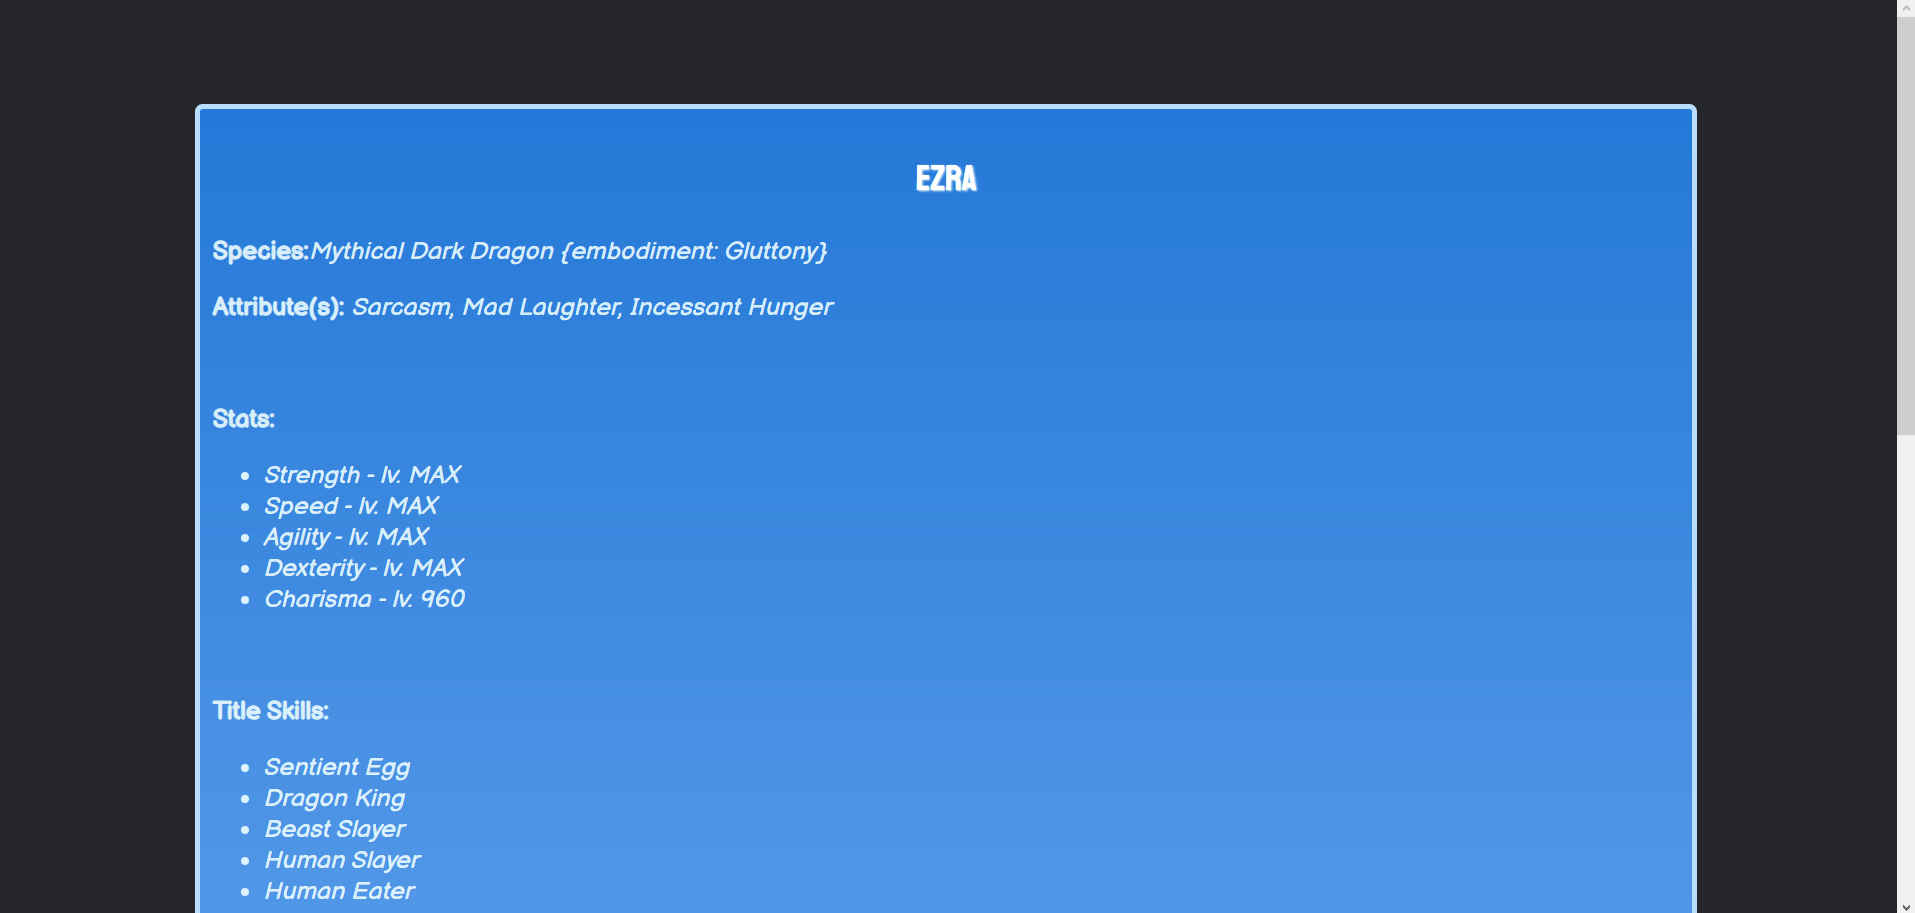 EZRA
Species:Mythical Dark Dragon {embodiment: Gluttony}
Attribute(s): Sarcasm, Mad Laughter, Incessant Hunger
Stats:
Strength - lv. MAX
Speed - lv. MAX
Agility - lv. MAX
Dexterity - lv. MAX
Charisma - lv. 960
Title Skills:
Sentient Egg
Dragon King
Beast Slayer
Human Slayer
Human Eater